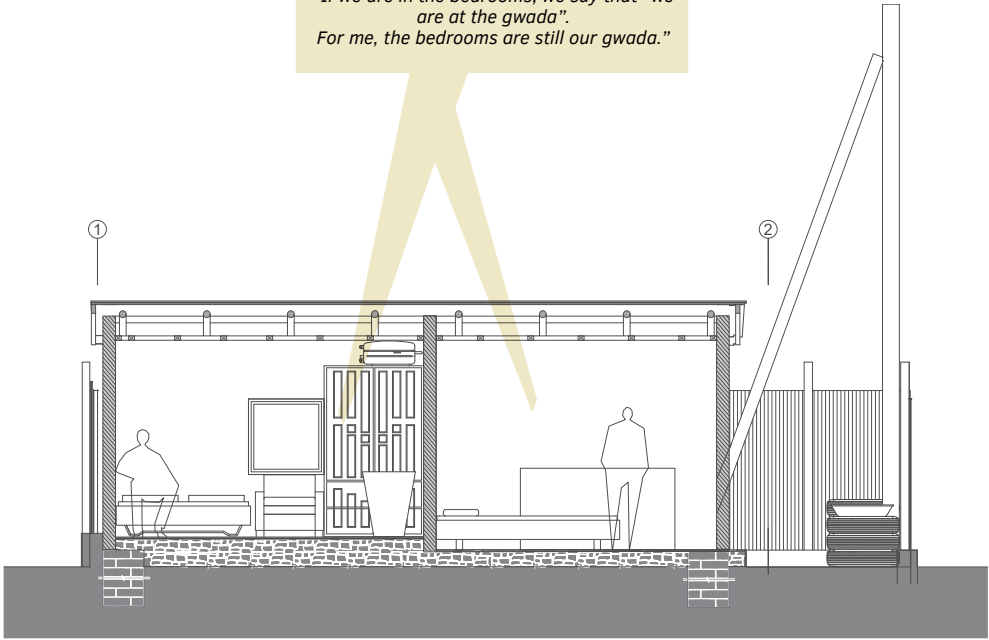 If we are in the bedrooms, we say that “we
are at the gwada”.
For me, the bedrooms are still our gwada.”
1
2